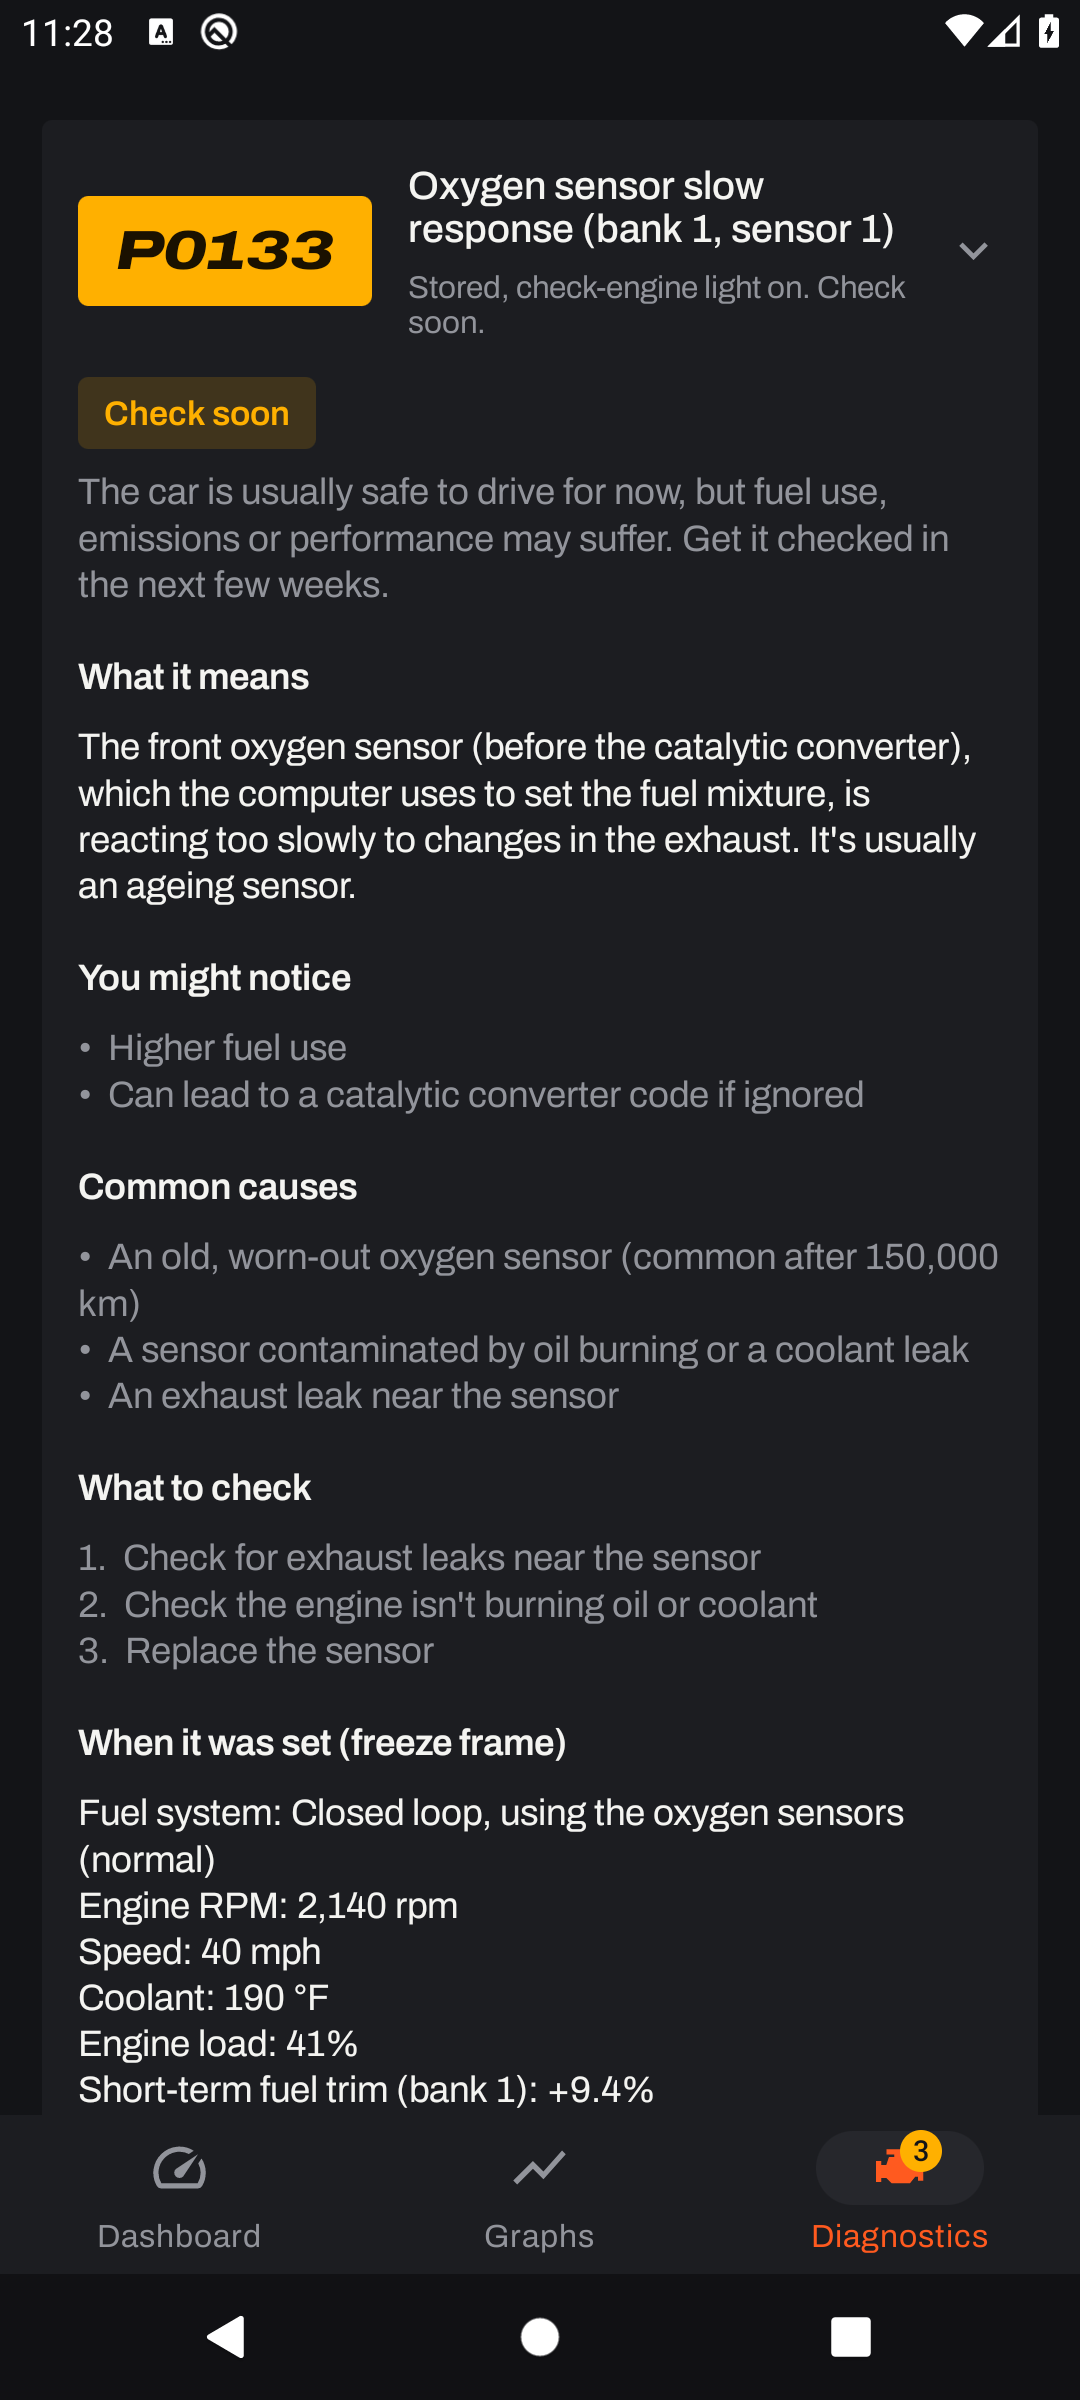 11:28
P0133
Oxygen sensor slow
response (bank 1, sensor 1)
Stored, check-engine light on. Check
soon.
Check soon
The car is usually safe to drive for now, but fuel use,
emissions or performance may suffer. Get it checked in
the next few weeks.
What it means
The front oxygen sensor (before the catalytic converter),
which the computer uses to set the fuel mixture, is
reacting too slowly to changes in the exhaust. It's usually
an ageing sensor.
You might notice
• Higher fuel use
• Can lead to a catalytic converter code if ignored
Common causes
• An old, worn-out oxygen sensor (common after 150,000
km)
• A sensor contaminated by oil burning or a coolant leak
• An exhaust leak near the sensor
What to check
1. Check for exhaust leaks near the sensor
2. Check the engine isn't burning oil or coolant
3. Replace the sensor
When it was set (freeze frame)
Fuel system: Closed loop, using the oxygen sensors
(normal)
Engine RPM: 2,140 rpm
Speed: 40 mph
Coolant: 190 °F
Engine load: 41%
Short-term fuel trim (bank 1): +9.4%
3
Dashboard
Graphs
Diagnostics